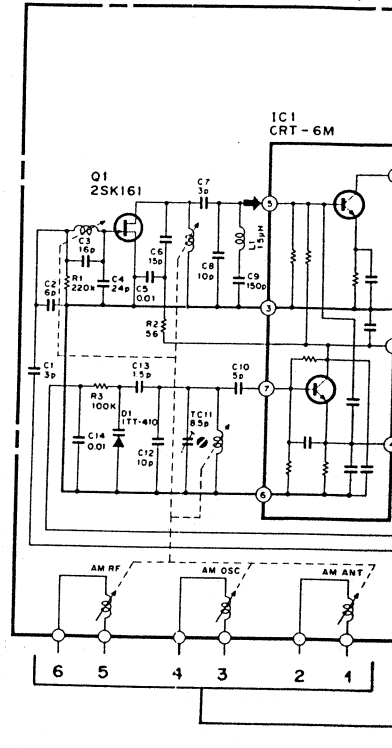 IC1
CRT-6M
Q1
2SK161
C7
3p
5
C3
16p
C6
15p
L1
15μH
C2
6p
R1
220k
C4
24p
C5
0.01
C8
10p
C9
150p
3
R2
56
C1
3p
C13
1.5p
C10
5p
7
R3
100K
D1
1TT-410
TC11
8.5p
C14
0.01
C12
10p
4
6
AM RF
AM OSC
AM ANT
6
5
4
3
2
1